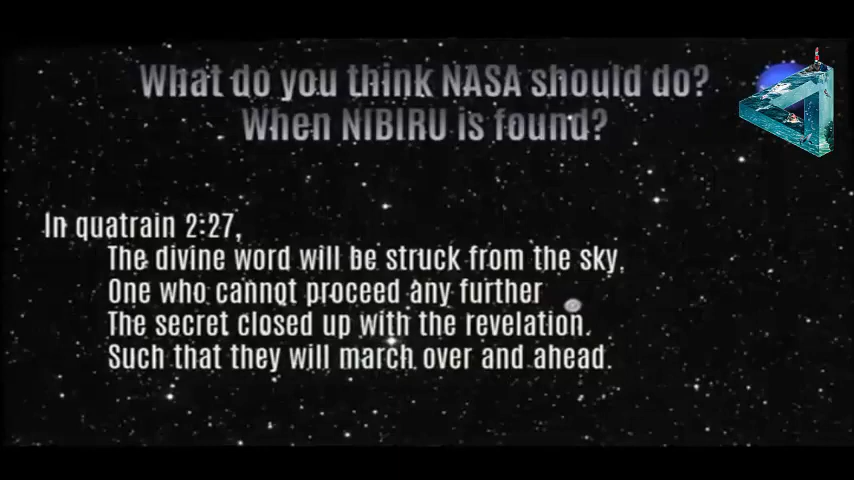 What do you think NASA should do?
When NIBIRU is found?
In quatrain 2:27,
The divine word will be struck from the sky,
One who cannot proceed any further
The secret closed up with the revelation.
Such that they will march over and ahead.